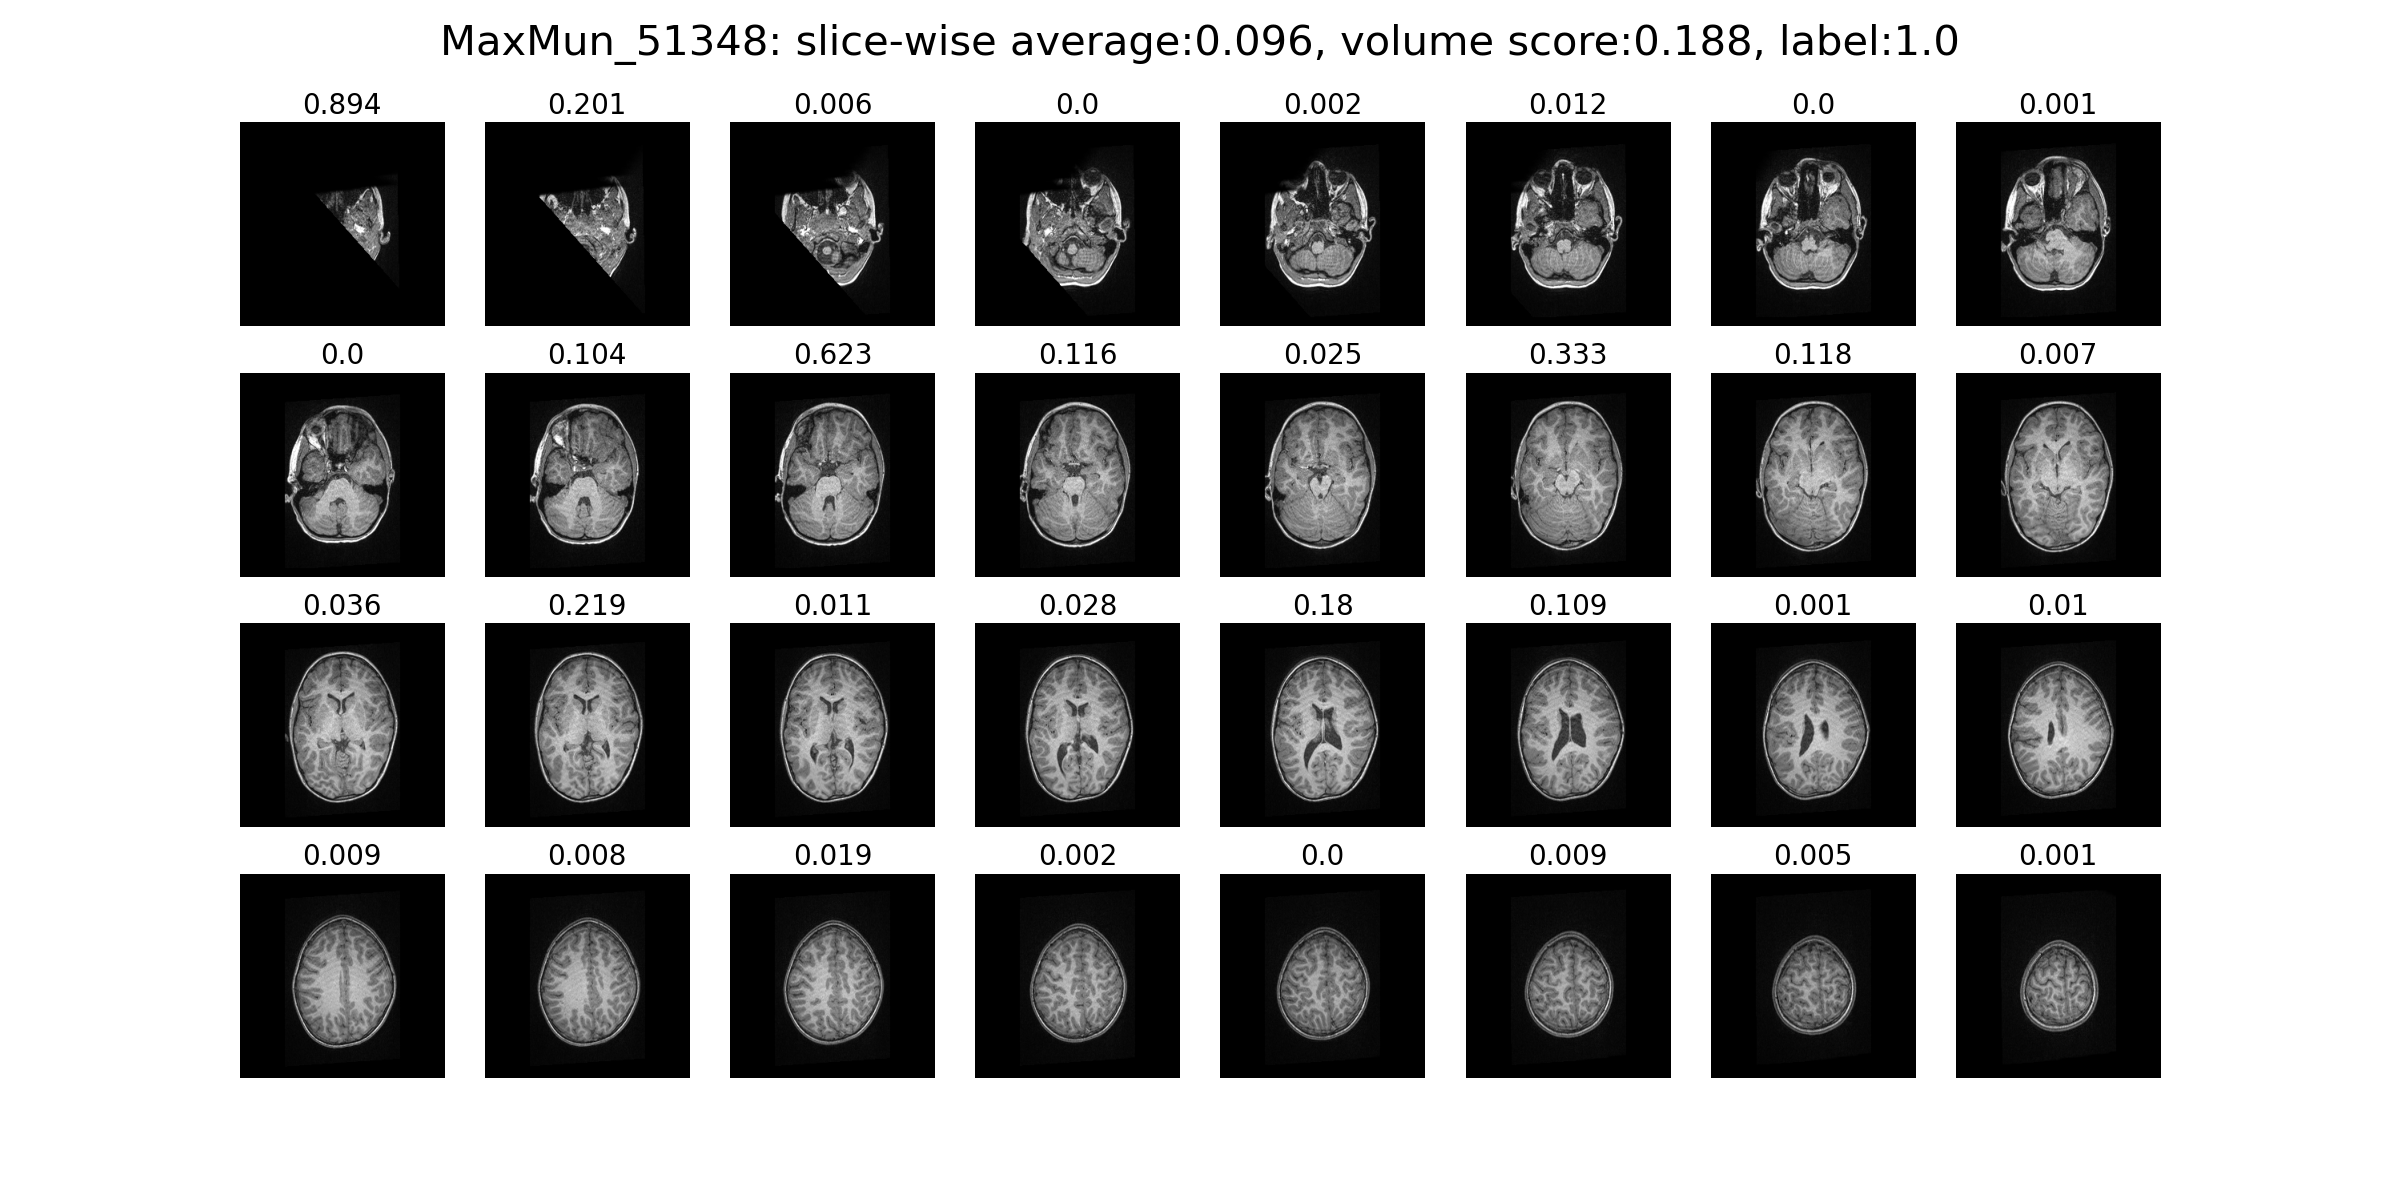 MaxMun_51348: slice-wise average:0.096, volume score:0.188, label:1.0
0.894 0.201 0.006 0.0 0.002 0.012 0.0 0.001
0.0 0.104 0.623 0.116 0.025 0.333 0.118 0.007
0.036 0.219 0.011 0.028 0.18 0.109 0.001 0.01
0.009 0.008 0.019 0.002 0.0 0.009 0.005 0.001